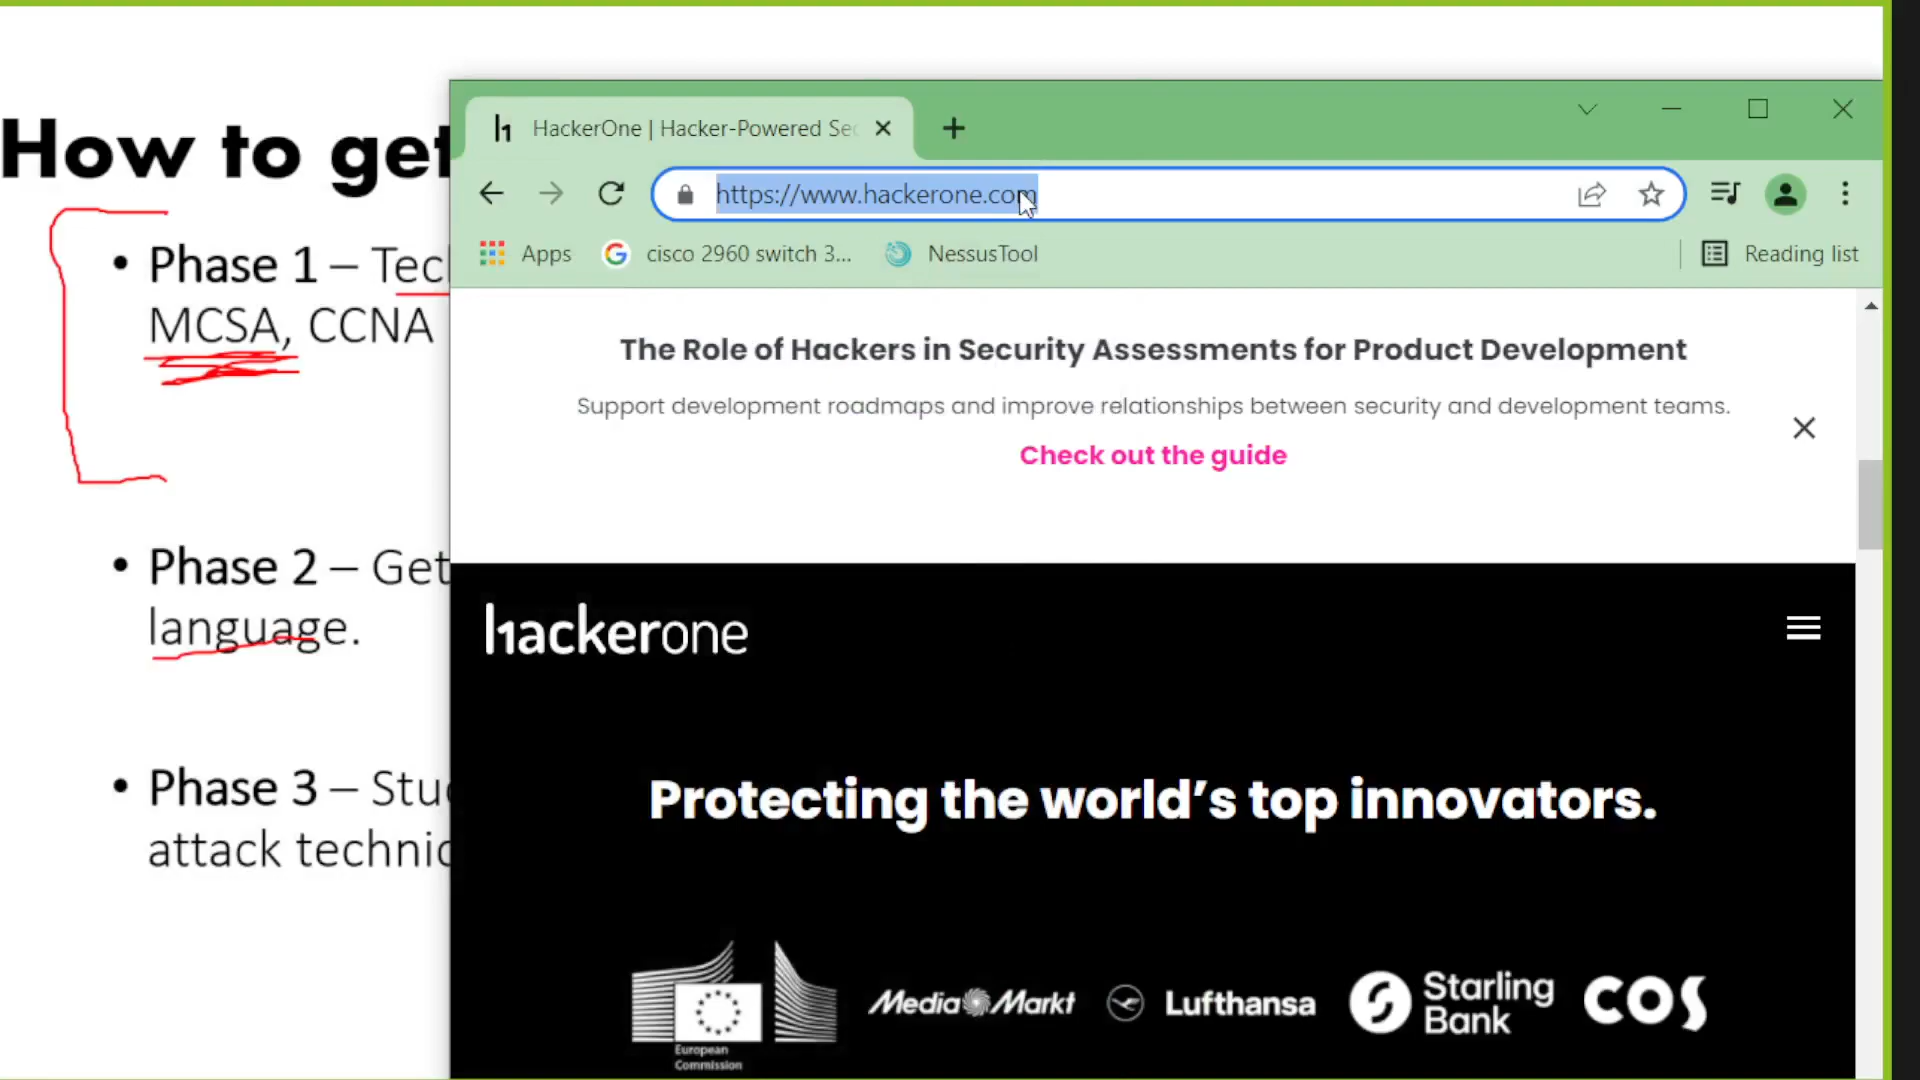 How to get
• Phase 1 – Tec
MCSA, CCNA
• Phase 2 – Get
language.
• Phase 3 – Stu
attack techni
HackerOne | Hacker-Powered Sec
https://www.hackerone.com
Apps
cisco 2960 switch 3...
NessusTool
Reading list
The Role of Hackers in Security Assessments for Product Development
Support development roadmaps and improve relationships between security and development teams.
Check out the guide
hackerone
Protecting the world's top innovators.
European
Commission
MediaMarkt
Lufthansa
Starling
Bank
COS